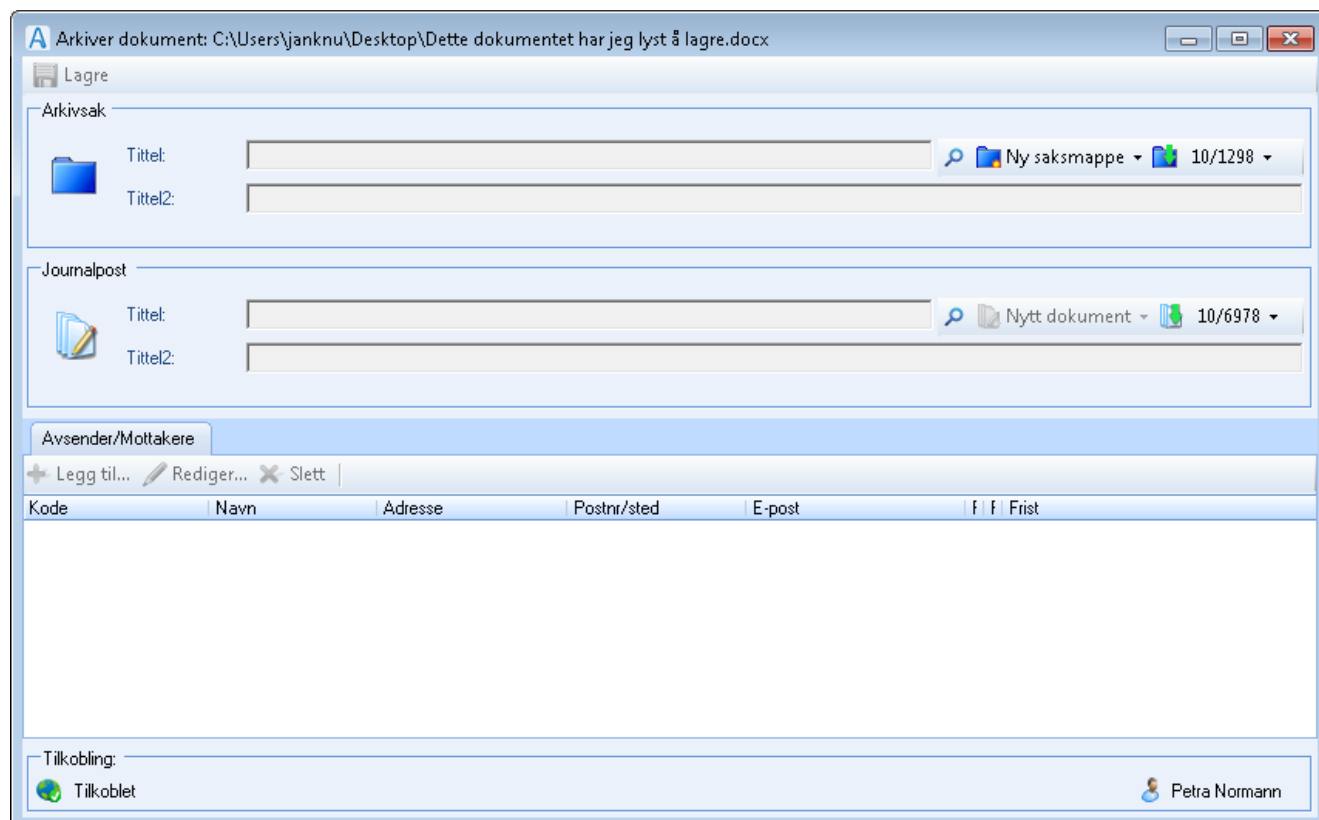 Arkiver dokument: C:\Users\janknu\Desktop\Dette dokumentet har jeg lyst å lagre.docx
Lagre
Arkivsak
Tittel: Ny saksmappe 10/1298
Tittel2:
Journalpost
Tittel: Nytt dokument 10/6978
Tittel2:
Avsender/Mottakere
Legg til... Rediger... Slett
Kode Navn Adresse Postnr/sted E-post F F Frist
Tilkobling:
Tilkoblet Petra Normann